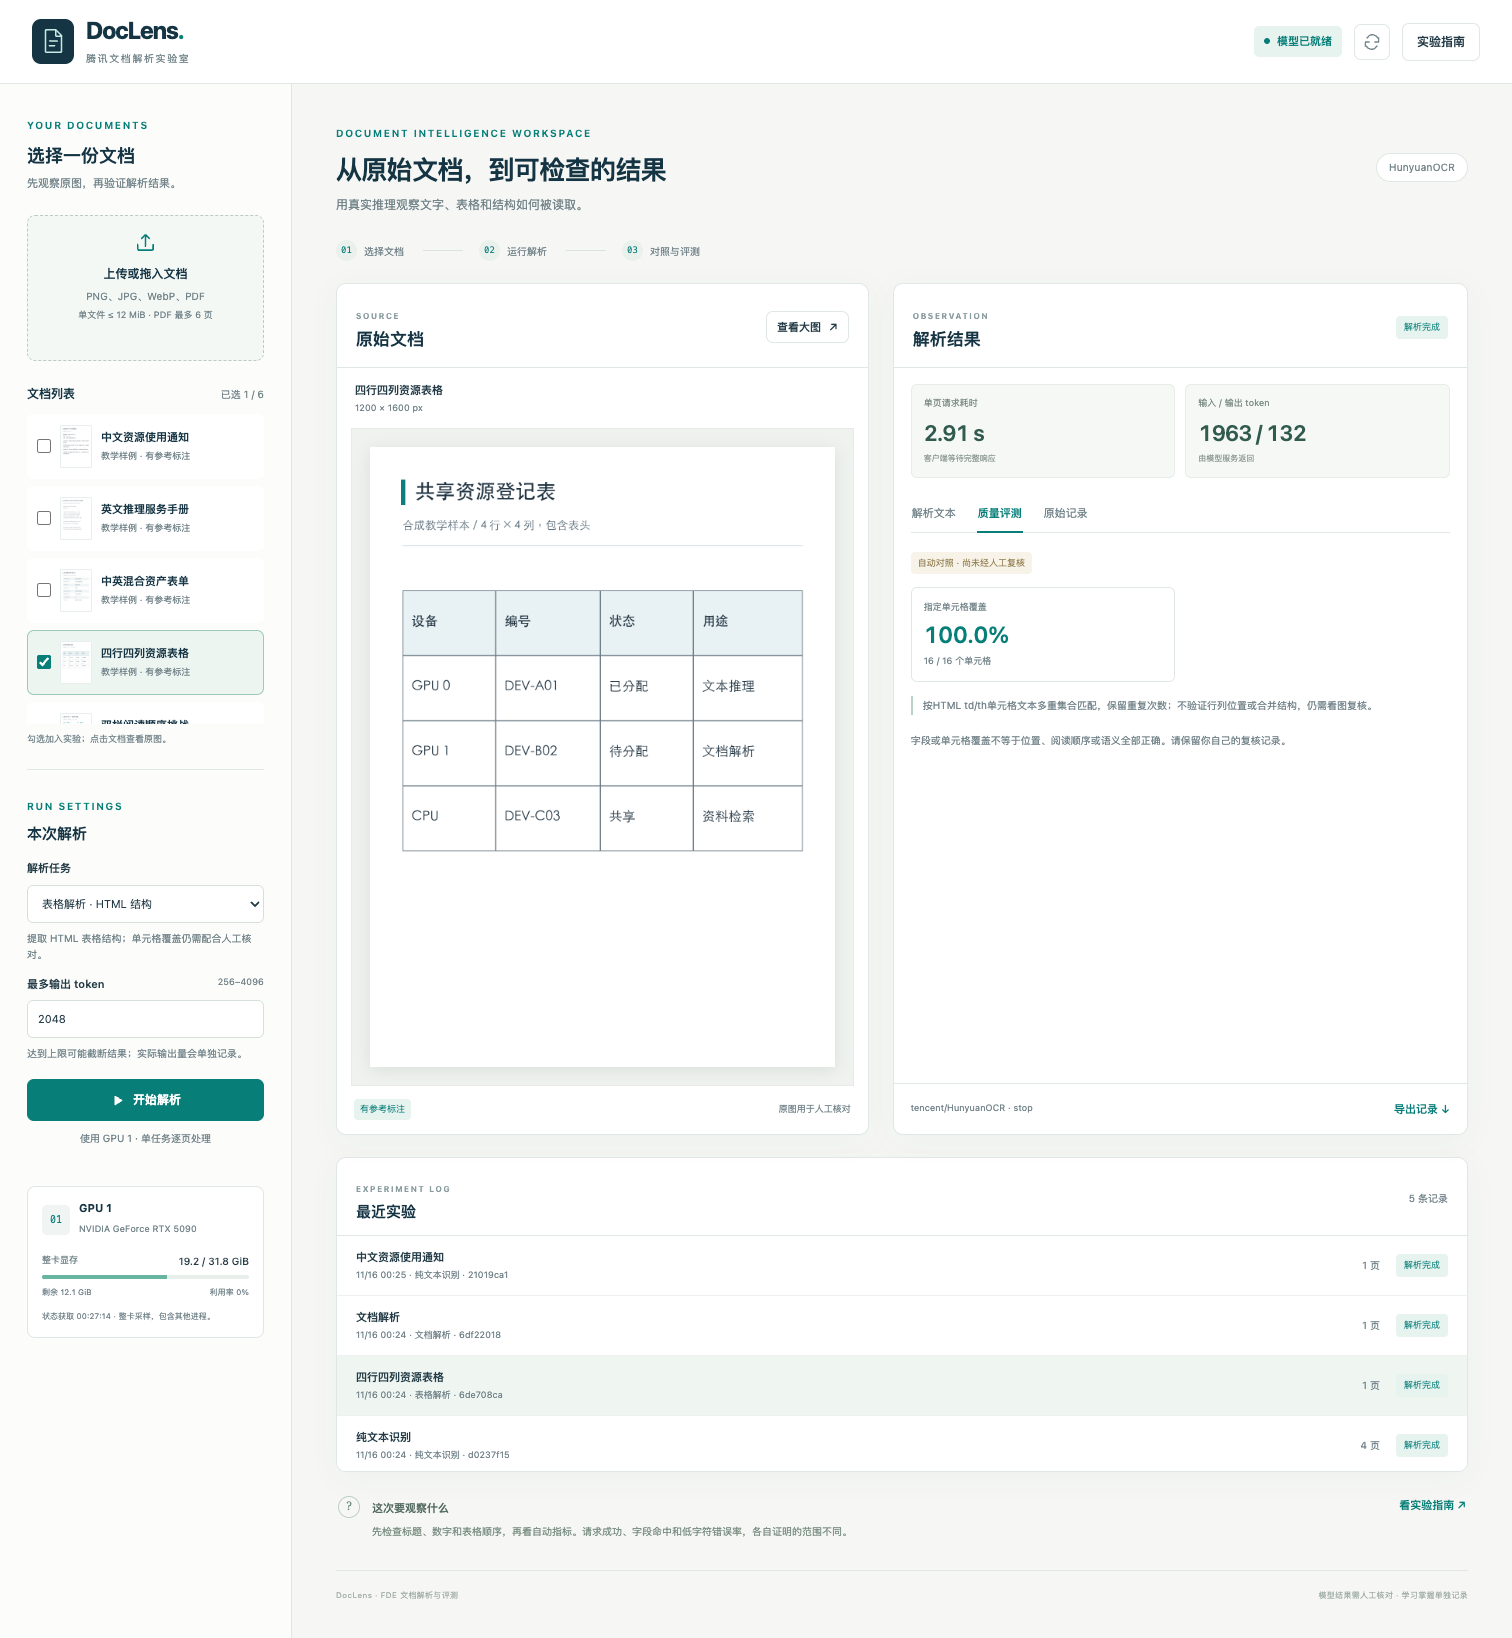 DocLens.
腾讯文档解析实验室
模型已就绪
实验指南
YOUR DOCUMENTS
选择一份文档
先观察原图，再验证解析结果。
上传或拖入文档
PNG、JPG、WebP、PDF
单文件 ≤ 12 MiB · PDF 最多 6 页
文档列表
已选 1 / 6
中文资源使用通知
教学样例 · 有参考标注
英文推理服务手册
教学样例 · 有参考标注
中英混合资产表单
教学样例 · 有参考标注
四行四列资源表格
教学样例 · 有参考标注
勾选加入实验；点击文档查看原图。
RUN SETTINGS
本次解析
解析任务
表格解析 · HTML 结构
提取 HTML 表格结构；单元格覆盖仍需配合人工核
对。
最多输出 token
256–4096
2048
达到上限可能截断结果；实际输出量会单独记录。
开始解析
使用 GPU 1 · 单任务逐页处理
01
GPU 1
NVIDIA GeForce RTX 5090
整卡显存
19.2 / 31.8 GiB
剩余 12.1 GiB
利用率 0%
状态获取 00:27:14 · 整卡采样，包含其他进程。
DOCUMENT INTELLIGENCE WORKSPACE
从原始文档，到可检查的结果
用真实推理观察文字、表格和结构如何被读取。
HunyuanOCR
01 选择文档
02 运行解析
03 对照与评测
SOURCE
原始文档
查看大图 ↗
四行四列资源表格
1200 × 1600 px
共享资源登记表
合成教学样本 / 4 行 × 4 列，包含表头
设备 编号 状态 用途
GPU 0 DEV-A01 已分配 文本推理
GPU 1 DEV-B02 待分配 文档解析
CPU DEV-C03 共享 资料检索
有参考标注
原图用于人工核对
OBSERVATION
解析结果
解析完成
单页请求耗时
2.91 s
客户端等待完整响应
输入 / 输出 token
1963 / 132
由模型服务返回
解析文本
质量评测
原始记录
自动对照 · 尚未经人工复核
指定单元格覆盖
100.0%
16 / 16 个单元格
按HTML td/th单元格文本多重集合匹配，保留重复次数；不验证行列位置或合并结构，仍需看图复核。
字段或单元格覆盖不等于位置、阅读顺序或语义全部正确。请保留你自己的复核记录。
tencent/HunyuanOCR · stop
导出记录 ↓
EXPERIMENT LOG
最近实验
5 条记录
中文资源使用通知
11/16 00:25 · 纯文本识别 · 21019ca1
1 页
解析完成
文档解析
11/16 00:24 · 文档解析 · 6df22018
1 页
解析完成
四行四列资源表格
11/16 00:24 · 表格解析 · 6de708ca
1 页
解析完成
纯文本识别
11/16 00:24 · 纯文本识别 · d0237f15
4 页
解析完成
?
这次要观察什么
先检查标题、数字和表格顺序，再看自动指标。请求成功、字段命中和低字符错误率，各自证明的范围不同。
看实验指南 ↗
DocLens · FDE 文档解析与评测
模型结果需人工核对 · 学习掌握单独记录